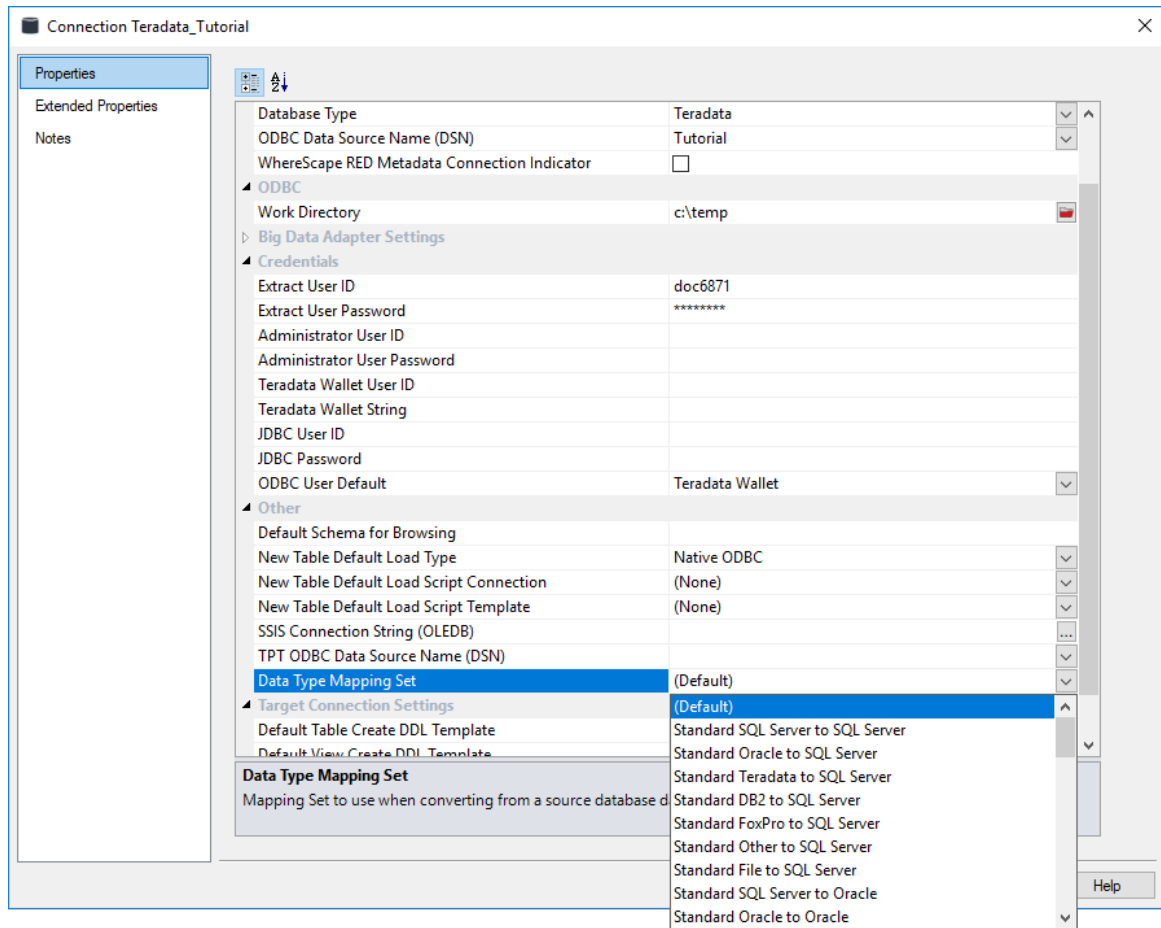 Connection Teradata_Tutorial
Properties
Extended Properties
Notes
Database Type Teradata
ODBC Data Source Name (DSN) Tutorial
WhereScape RED Metadata Connection Indicator
ODBC
Work Directory c:\temp
Big Data Adapter Settings
Credentials
Extract User ID doc6871
Extract User Password ********
Administrator User ID
Administrator User Password
Teradata Wallet User ID
Teradata Wallet String
JDBC User ID
JDBC Password
ODBC User Default Teradata Wallet
Other
Default Schema for Browsing
New Table Default Load Type Native ODBC
New Table Default Load Script Connection (None)
New Table Default Load Script Template (None)
SSIS Connection String (OLEDB) ...
TPT ODBC Data Source Name (DSN)
Data Type Mapping Set (Default)
Target Connection Settings
Default Table Create DDL Template
Default View Create DDL Template
(Default)
Standard SQL Server to SQL Server
Standard Oracle to SQL Server
Standard Teradata to SQL Server
Standard DB2 to SQL Server
Standard FoxPro to SQL Server
Standard Other to SQL Server
Standard File to SQL Server
Standard SQL Server to Oracle
Standard Oracle to Oracle
Data Type Mapping Set
Mapping Set to use when converting from a source database d
Help